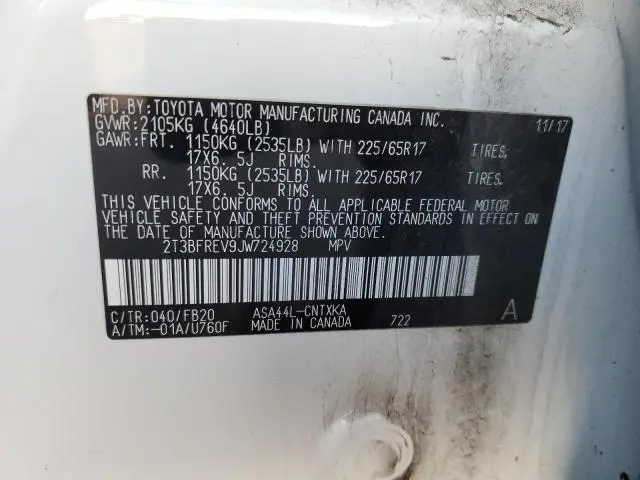 MFD.BY:TOYOTA MOTOR MANUFACTURING CANADA INC. 11/17
GVWR:2105KG (4640LB)
GAWR:FRT. 1150KG (2535LB) WITH 225/65R17 TIRES,
17X6.5J RIMS.
RR. 1150KG (2535LB) WITH 225/65R17 TIRES,
17X6.5J RIMS.
THIS VEHICLE CONFORMS TO ALL APPLICABLE FEDERAL MOTOR
VEHICLE SAFETY AND THEFT PREVENTION STANDARDS IN EFFECT ON
THE DATE OF MANUFACTURE SHOWN ABOVE.
2T3BFREV9JW724928 MPV
C/TR:040/FB20 ASA44L-CNTXKA A
A/TM:-01A/U760F MADE IN CANADA 722